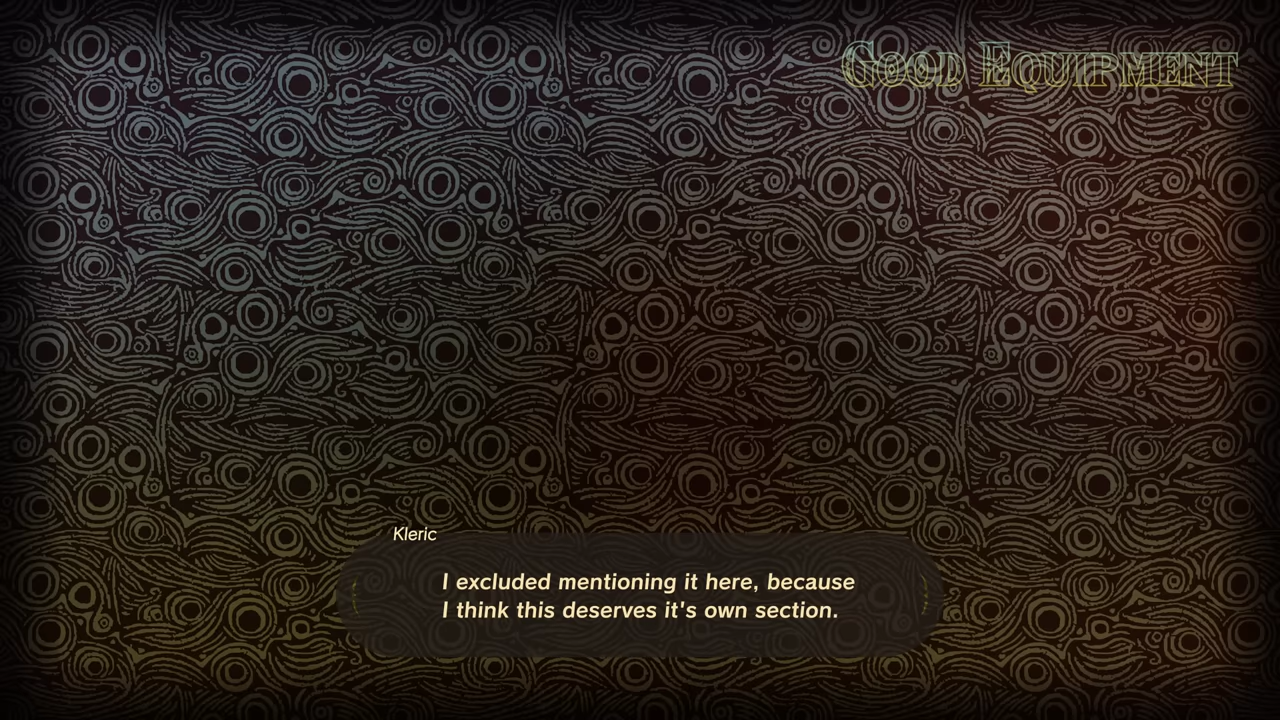 Good Equipment
Kleric
I excluded mentioning it here, because
I think this deserves it's own section.